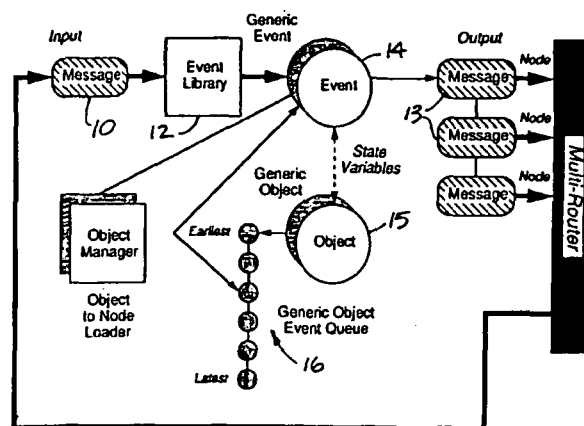 Input
Generic
Event
14
Output
Message
10
Event
Library
12
Event
Message
Node
13
Message
Node
Message
Node
Multi-Router
State
Variables
Generic
Object
15
Object
Object
Manager
Earliest
Object
to Node
Loader
Generic Object
Event Queue
16
Latest